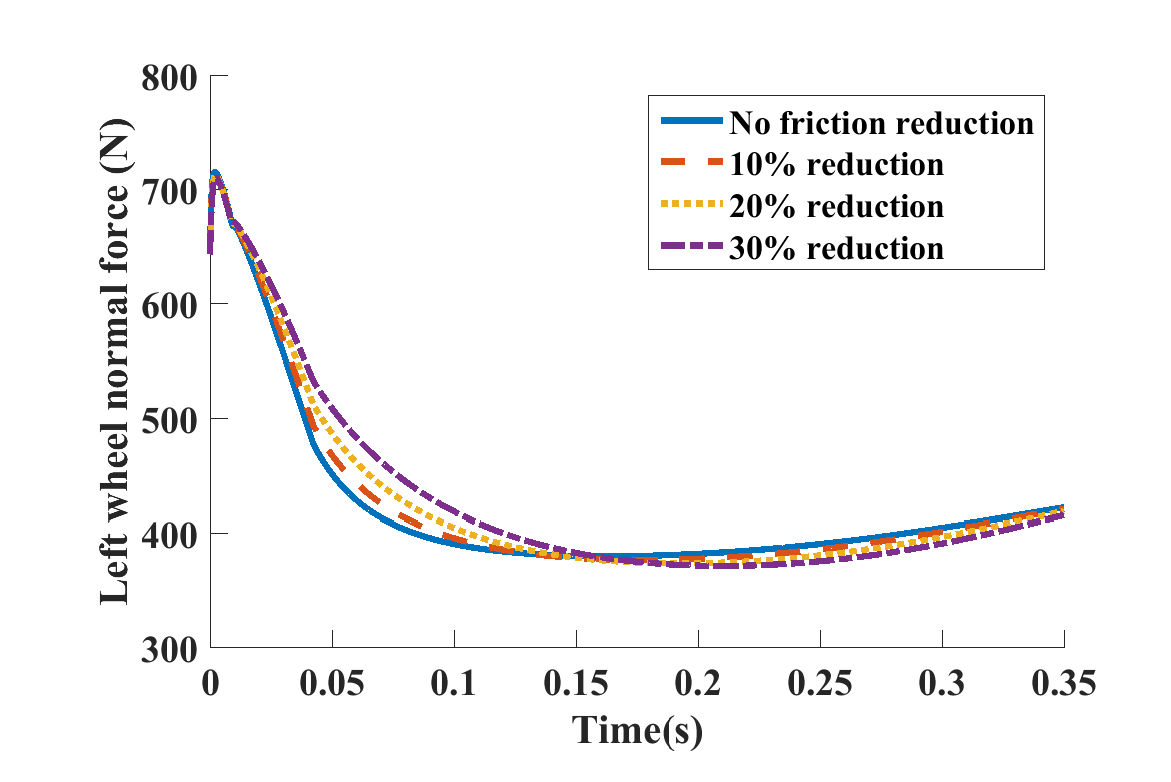 Left wheel normal force (N)
800
700
600
500
400
300
No friction reduction
10% reduction
20% reduction
30% reduction
0 0.05 0.1 0.15 0.2 0.25 0.3 0.35
Time(s)